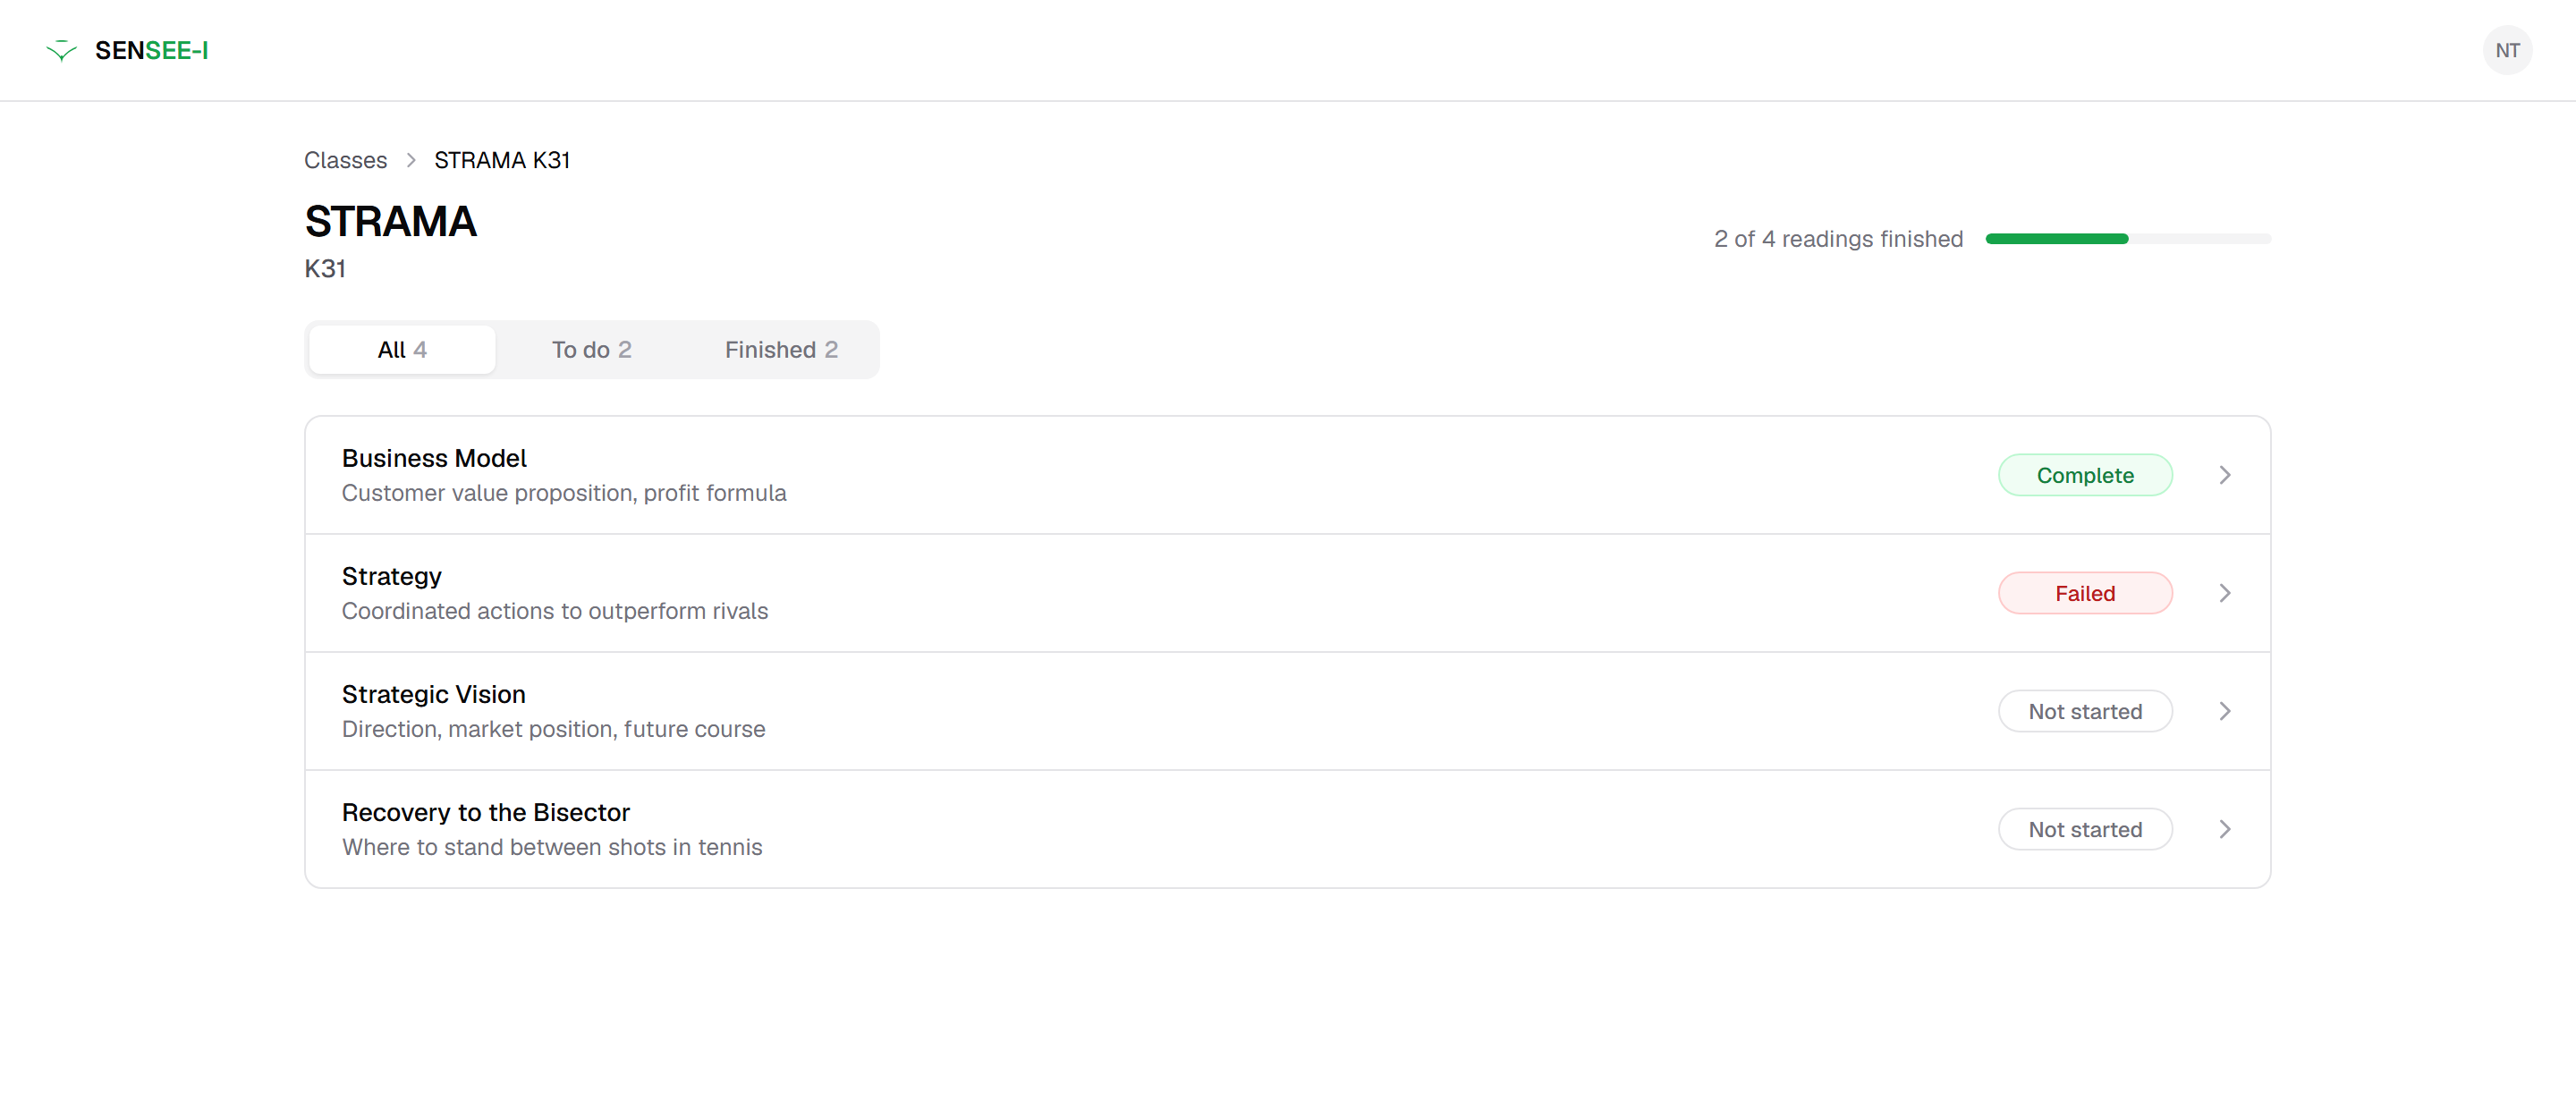 SENSEE-I
NT
Classes > STRAMA K31
STRAMA
K31
2 of 4 readings finished
All 4
To do 2
Finished 2
Business Model
Customer value proposition, profit formula
Complete
Strategy
Coordinated actions to outperform rivals
Failed
Strategic Vision
Direction, market position, future course
Not started
Recovery to the Bisector
Where to stand between shots in tennis
Not started